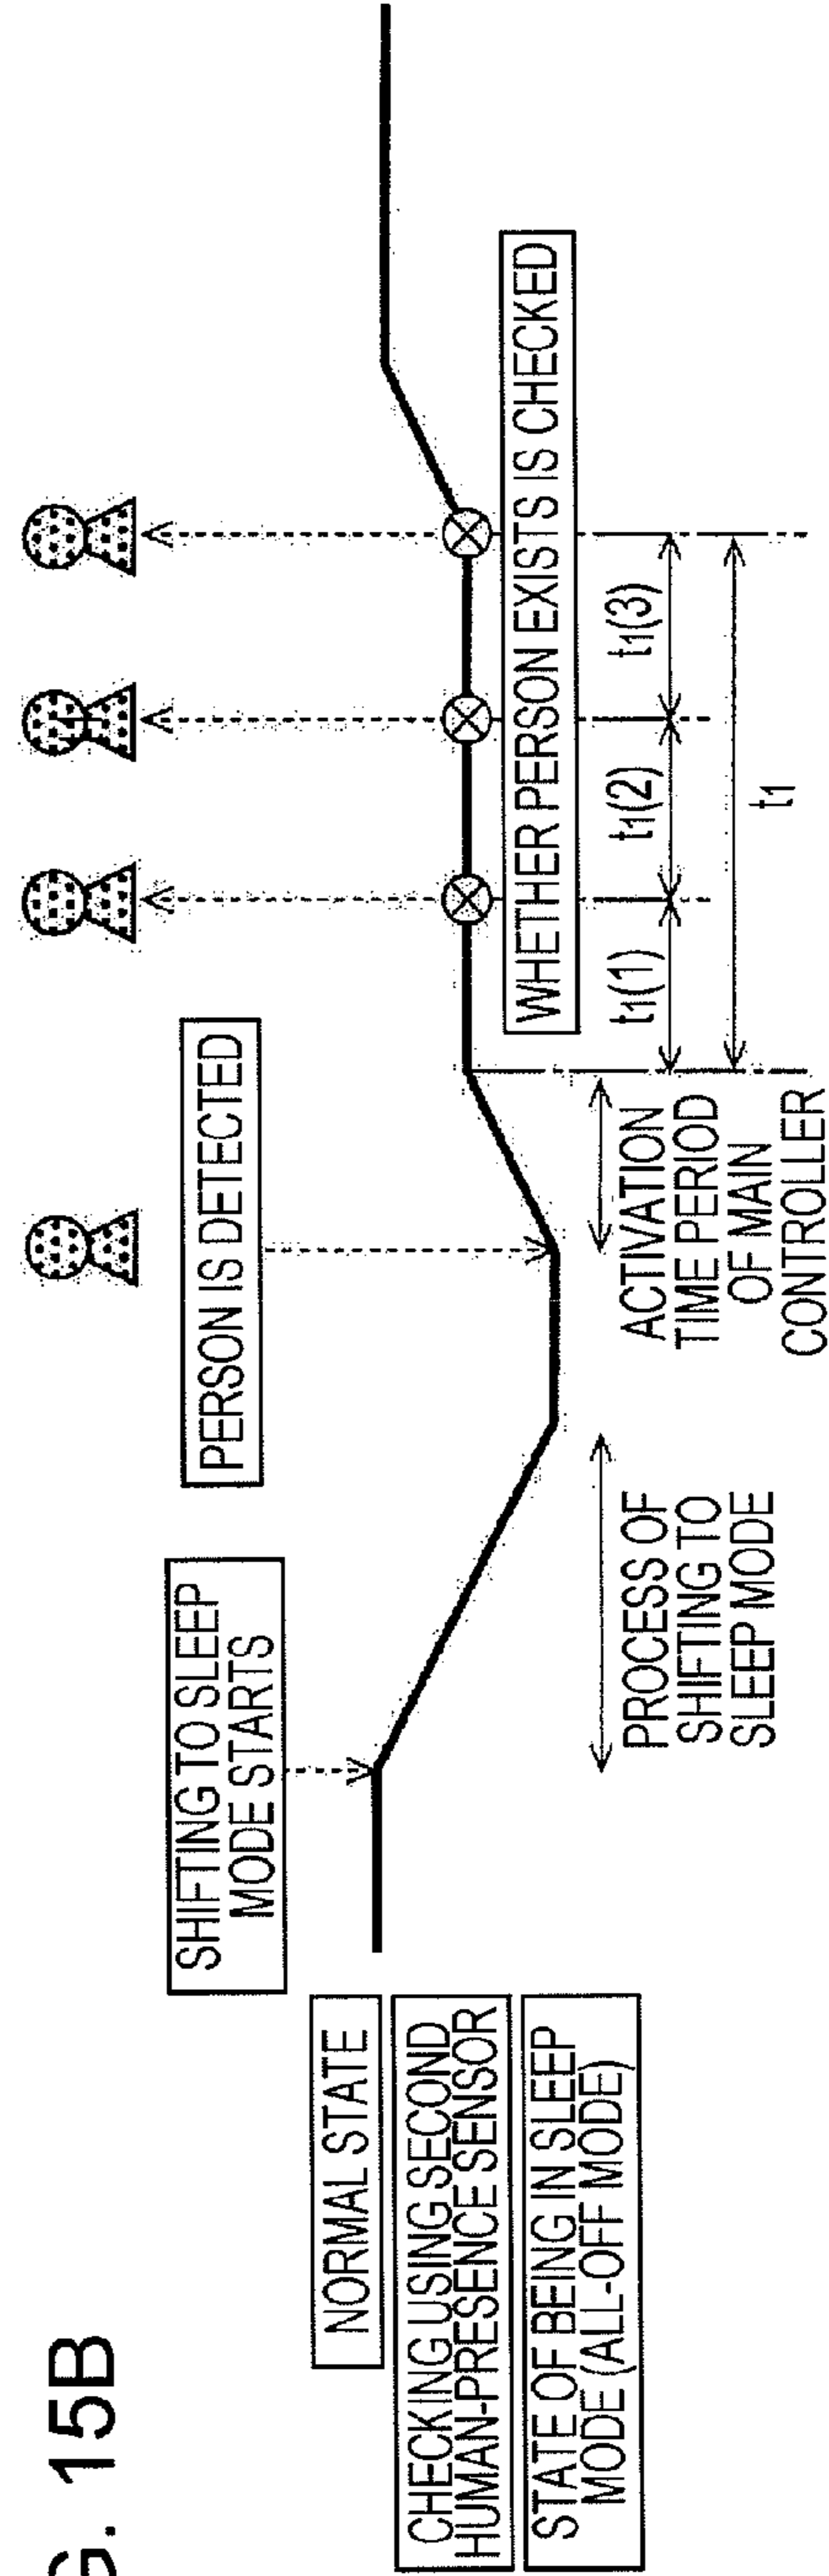 G. 15B
SHIFTING TO SLEEP
MODE STARTS
PERSON IS DETECTED
NORMAL STATE
CHECKING USING SECOND
HUMAN-PRESENCE SENSOR
STATE OF BEING IN SLEEP
MODE (ALL-OFF MODE)
WHETHER PERSON EXISTS IS CHECKED
PROCESS OF
SHIFTING TO
SLEEP MODE
ACTIVATION
TIME PERIOD
OF MAIN
CONTROLLER
t1(1)
t1(2)
t1(3)
t1